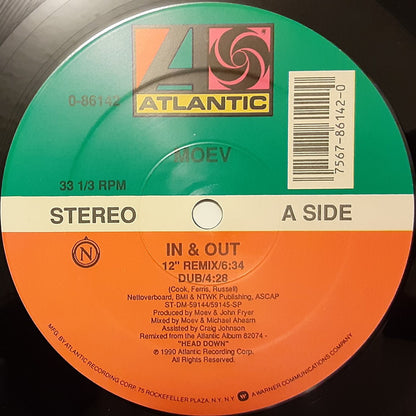 A
ATLANTIC
0-86142
MOEV
7567-86142-0
33 1/3 RPM
STEREO
A SIDE
N
IN & OUT
12" REMIX/6:34
DUB/4:28
(Cook, Ferris, Russell)
Nettoverboard, BMI & NTWK Publishing, ASCAP
ST-DM-59144/59145-SP
Produced by Moev & John Fryer
Mixed by Moev & Michael Ahearn
Assisted by Craig Johnson
Remixed from the Atlantic Album 82074 -
"HEAD DOWN"
℗ 1990 Atlantic Recording Corp.
All Rights Reserved.
MFG. BY ATLANTIC RECORDING CORP. 75 ROCKEFELLER PLAZA, N.Y. N.Y. A WARNER COMMUNICATIONS COMPANY